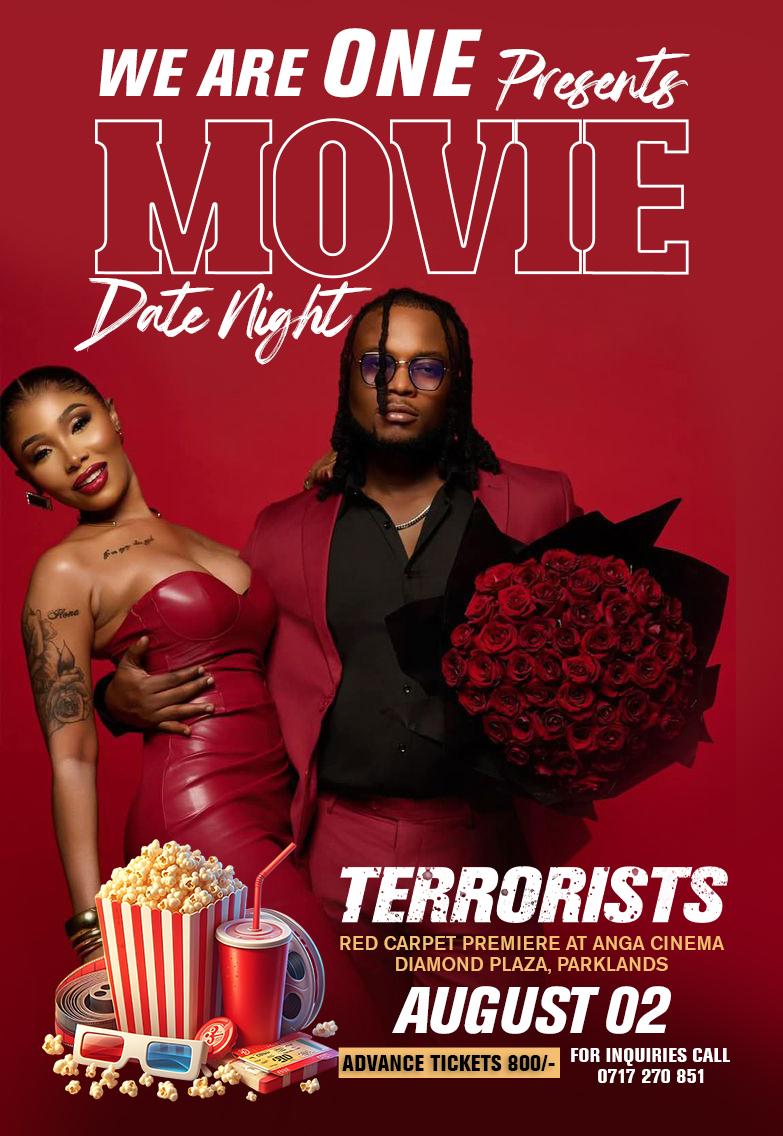 WE ARE ONE Presents
MOVIE
Date Night
TERRORISTS
RED CARPET PREMIERE AT ANGA CINEMA
DIAMOND PLAZA, PARKLANDS
AUGUST 02
ADVANCE TICKETS 800/-
FOR INQUIRIES CALL
0717 270 851